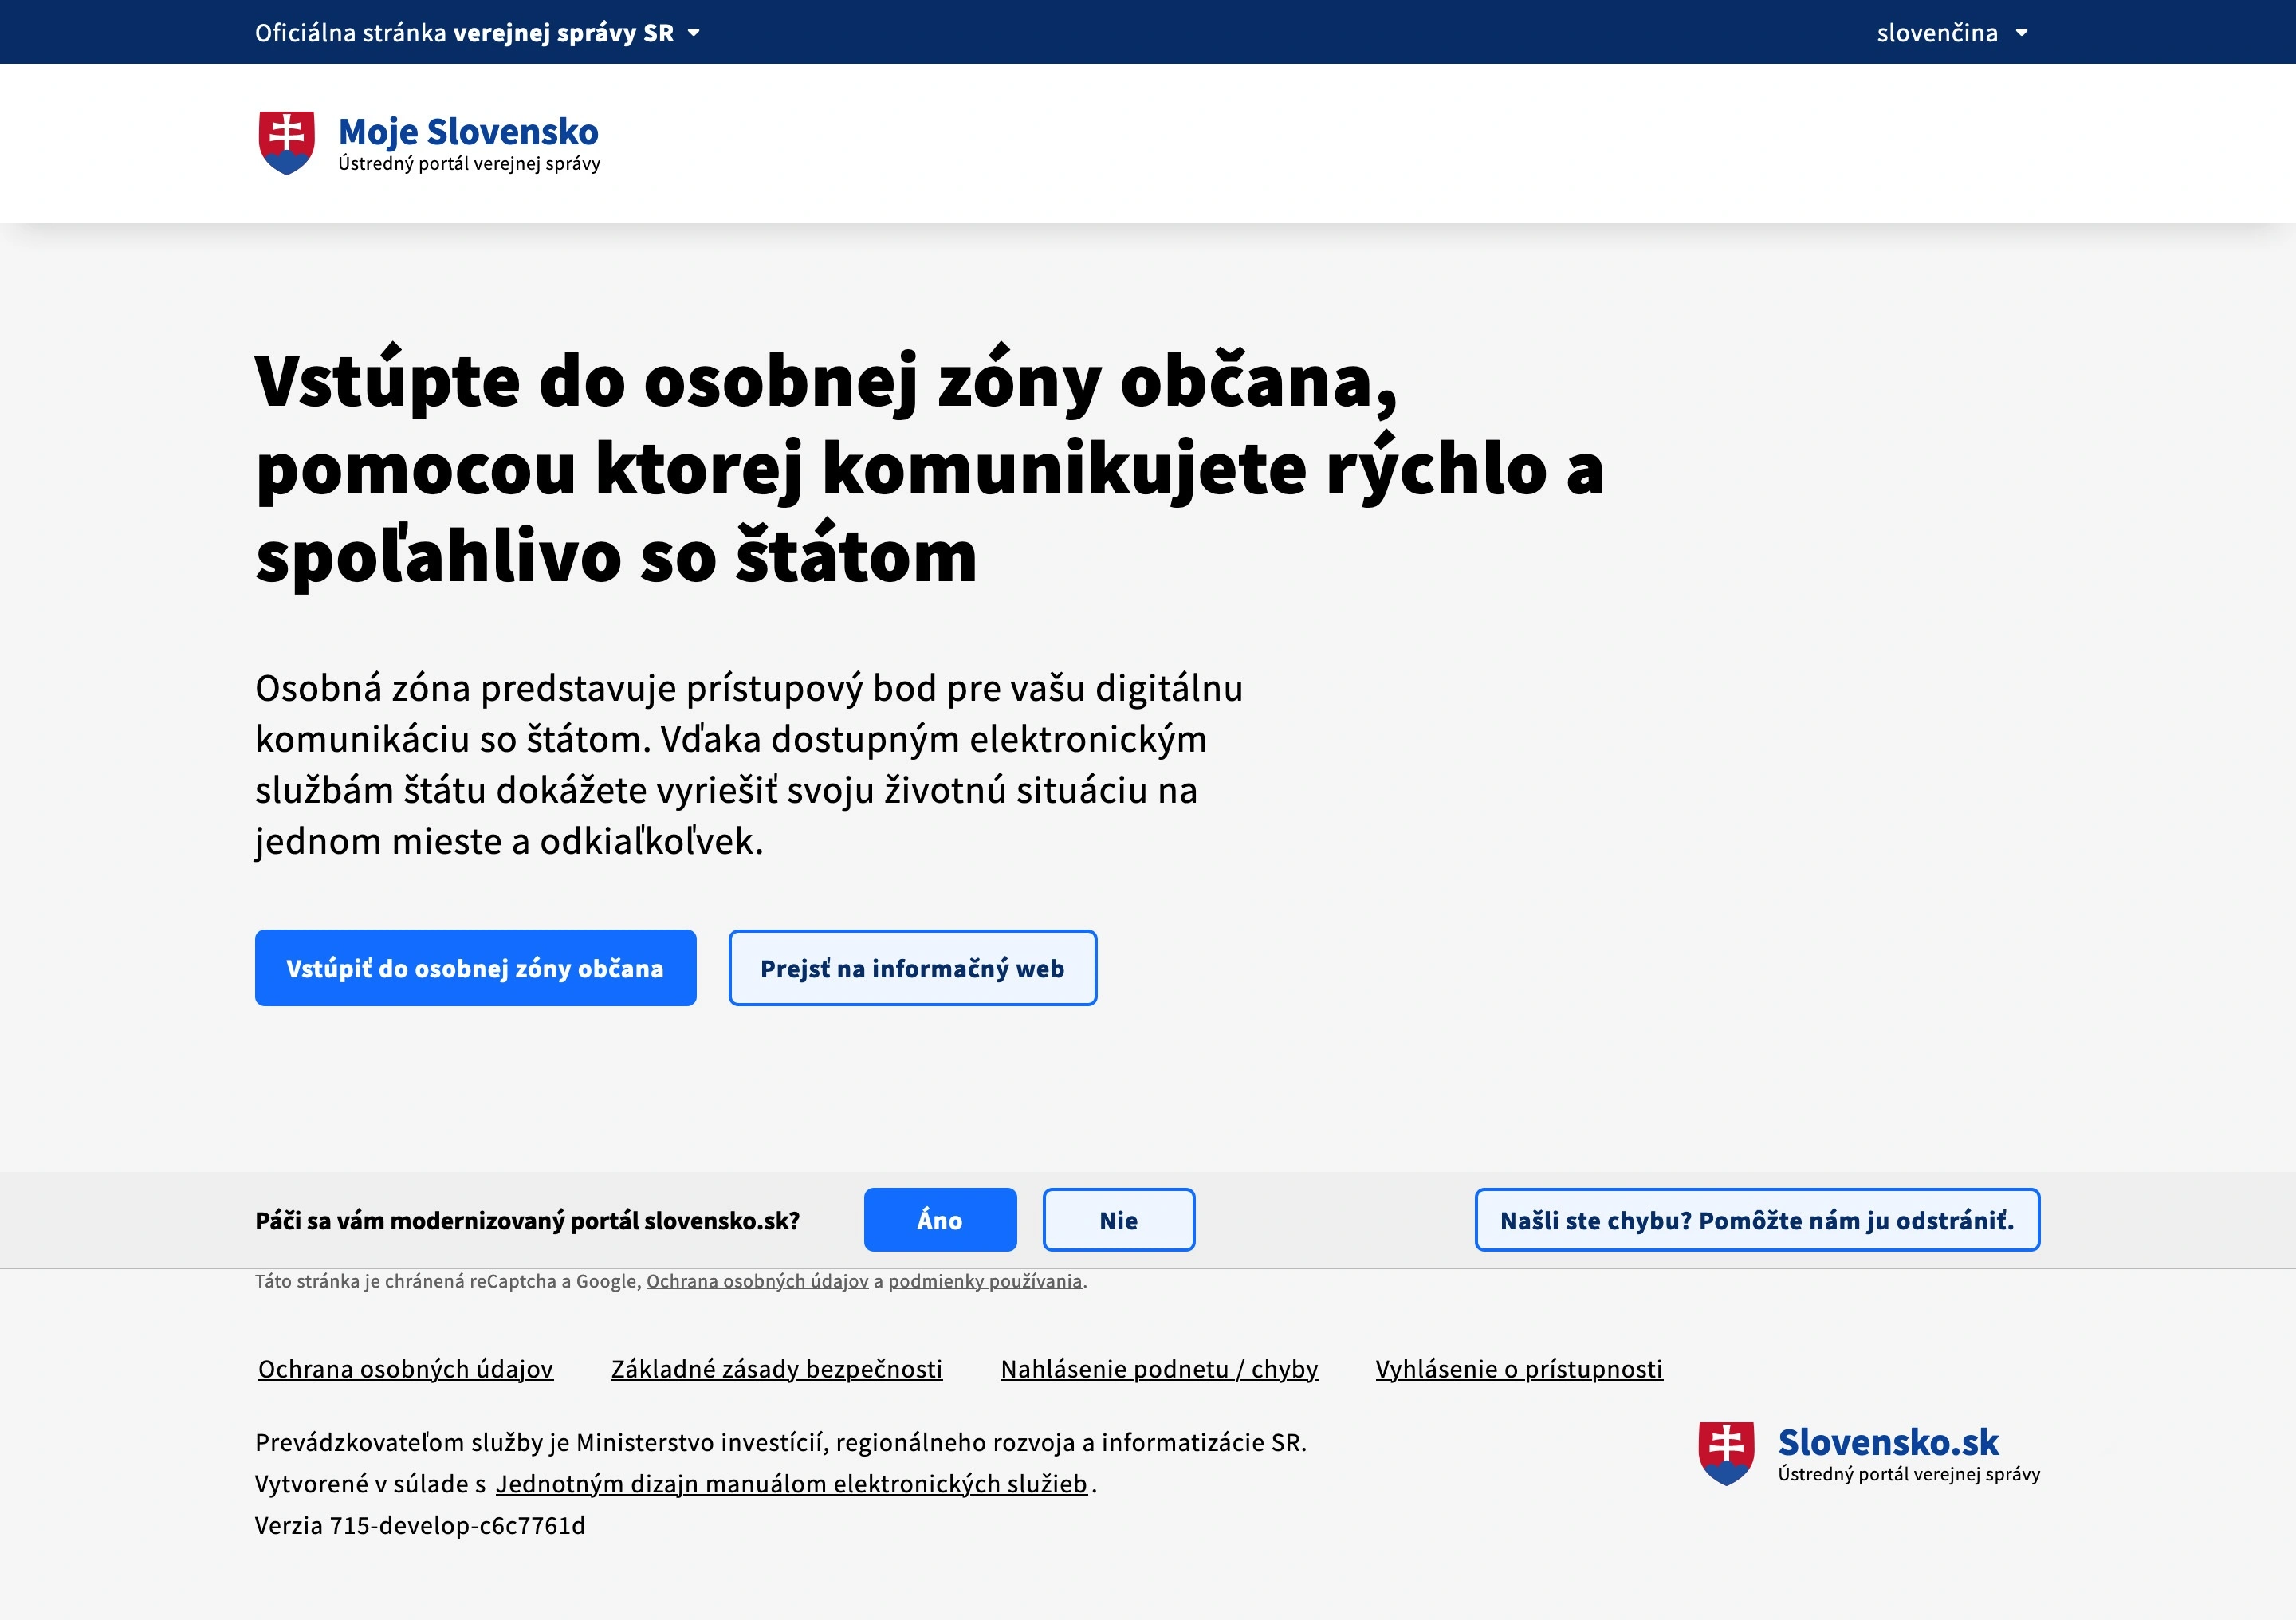 Oficiálna stránka verejnej správy SR
slovenčina
Moje Slovensko
Ústredný portál verejnej správy
Vstúpte do osobnej zóny občana,
pomocou ktorej komunikujete rýchlo a
spoľahlivo so štátom
Osobná zóna predstavuje prístupový bod pre vašu digitálnu
komunikáciu so štátom. Vďaka dostupným elektronickým
službám štátu dokážete vyriešiť svoju životnú situáciu na
jednom mieste a odkiaľkoľvek.
Vstúpiť do osobnej zóny občana
Prejsť na informačný web
Páči sa vám modernizovaný portál slovensko.sk?
Áno
Nie
Našli ste chybu? Pomôžte nám ju odstrániť.
Táto stránka je chránená reCaptcha a Google, Ochrana osobných údajov a podmienky používania.
Ochrana osobných údajov
Základné zásady bezpečnosti
Nahlásenie podnetu / chyby
Vyhlásenie o prístupnosti
Prevádzkovateľom služby je Ministerstvo investícií, regionálneho rozvoja a informatizácie SR.
Vytvorené v súlade s Jednotným dizajn manuálom elektronických služieb.
Verzia 715-develop-c6c7761d
Slovensko.sk
Ústredný portál verejnej správy